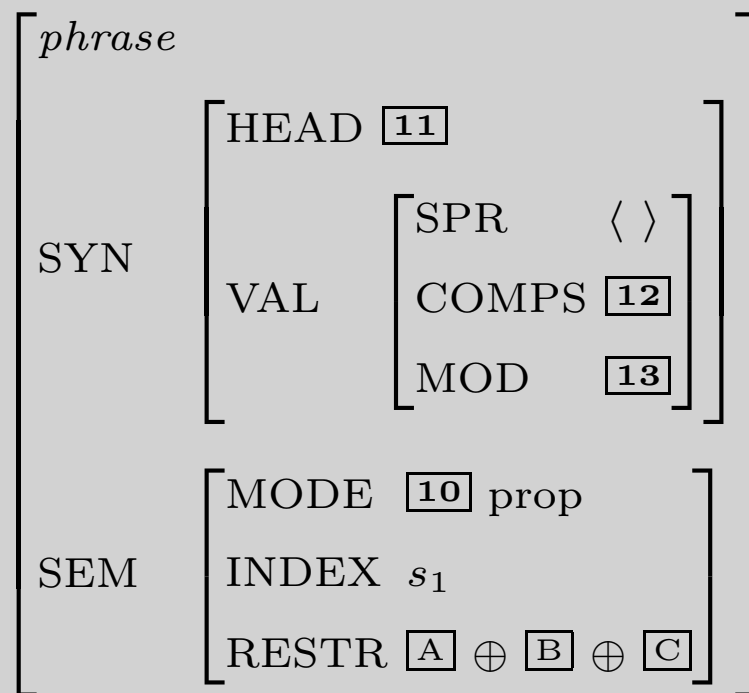 phrase
HEAD 11
SPR ⟨ ⟩
SYN
VAL
COMPS 12
MOD 13
MODE 10 prop
SEM
INDEX s₁
RESTR A ⊕ B ⊕ C